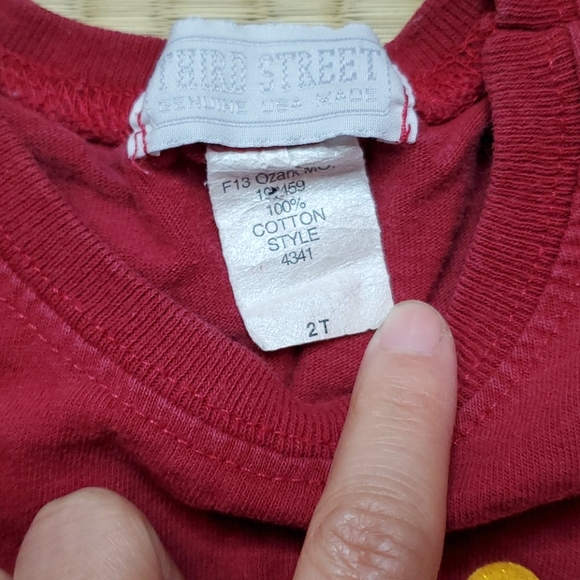 THIRD STREET
GENUINE USA MADE
F13 Ozark MO.
100%
COTTON
STYLE
4341
2T